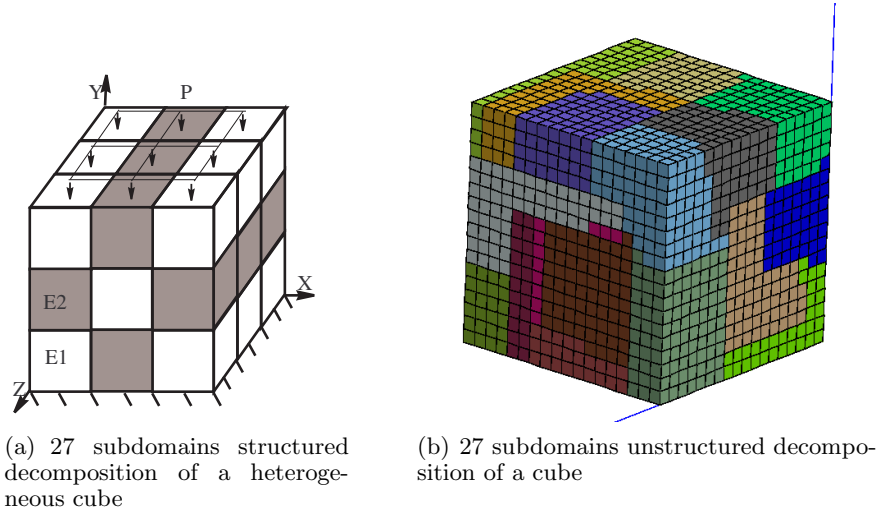 Y
P
X
E2
E1
Z
(a) 27 subdomains structured
decomposition of a heteroge-
neous cube
(b) 27 subdomains unstructured decompo-
sition of a cube